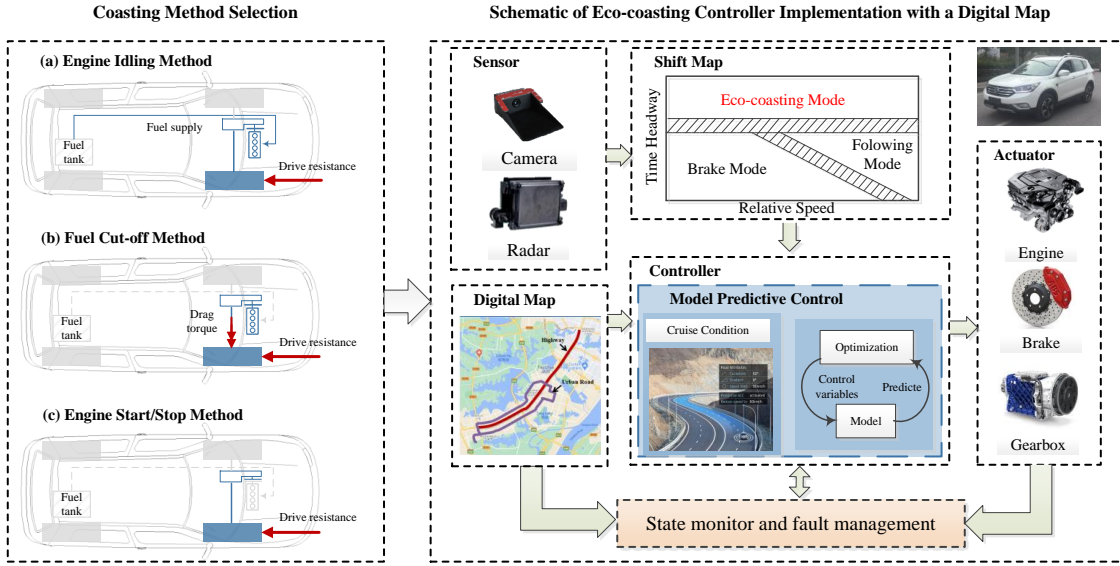 Coasting Method Selection
Schematic of Eco-coasting Controller Implementation with a Digital Map
(a) Engine Idling Method
Fuel supply
Fuel
tank
Drive resistance
(b) Fuel Cut-off Method
Fuel
tank
Drag
torque
Drive resistance
(c) Engine Start/Stop Method
Fuel
tank
Drive resistance
Sensor
Camera
Radar
Shift Map
Time Headway
Eco-coasting Mode
Brake Mode
Folowing
Mode
Relative Speed
Digital Map
Highway
Urban Road
Controller
Model Predictive Control
Cruise Condition
Optimization
Control
variables
Predicte
Model
Actuator
Engine
Brake
Gearbox
State monitor and fault management